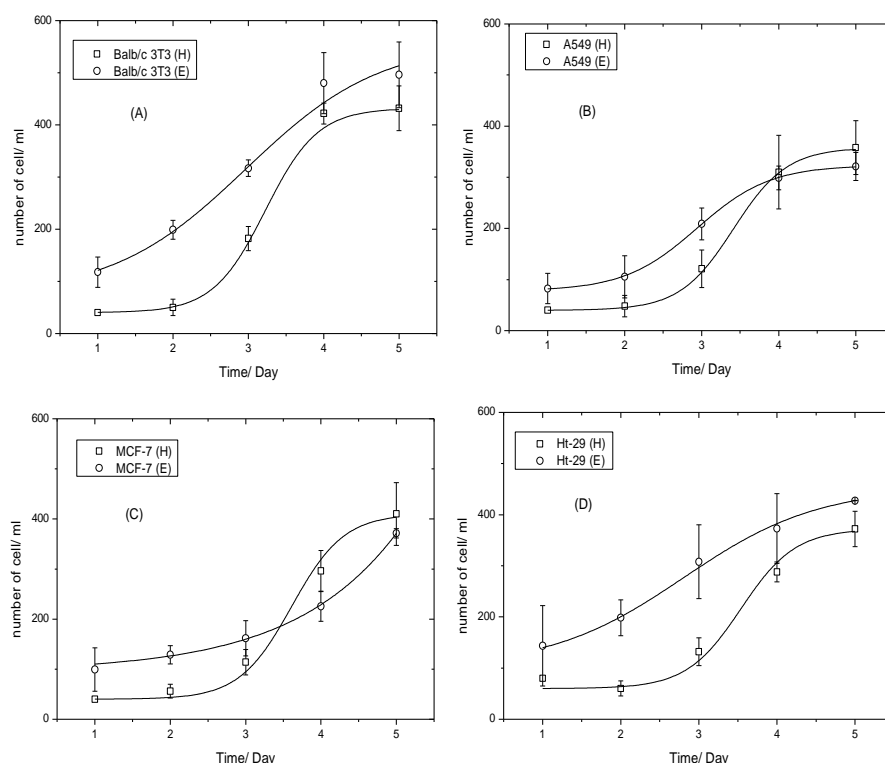 600
400
200
0
number of cell/ ml
Balb/c 3T3 (H)
Balb/c 3T3 (E)
(A)
1 2 3 4 5
Time/ Day
600
400
200
0
number of cell/ ml
A549 (H)
A549 (E)
(B)
1 2 3 4 5
Time/ Day
600
400
200
0
number of cell/ ml
MCF-7 (H)
MCF-7 (E)
(C)
1 2 3 4 5
Time/ Day
600
400
200
0
number of cell/ ml
Ht-29 (H)
Ht-29 (E)
(D)
1 2 3 4 5
Time/ Day